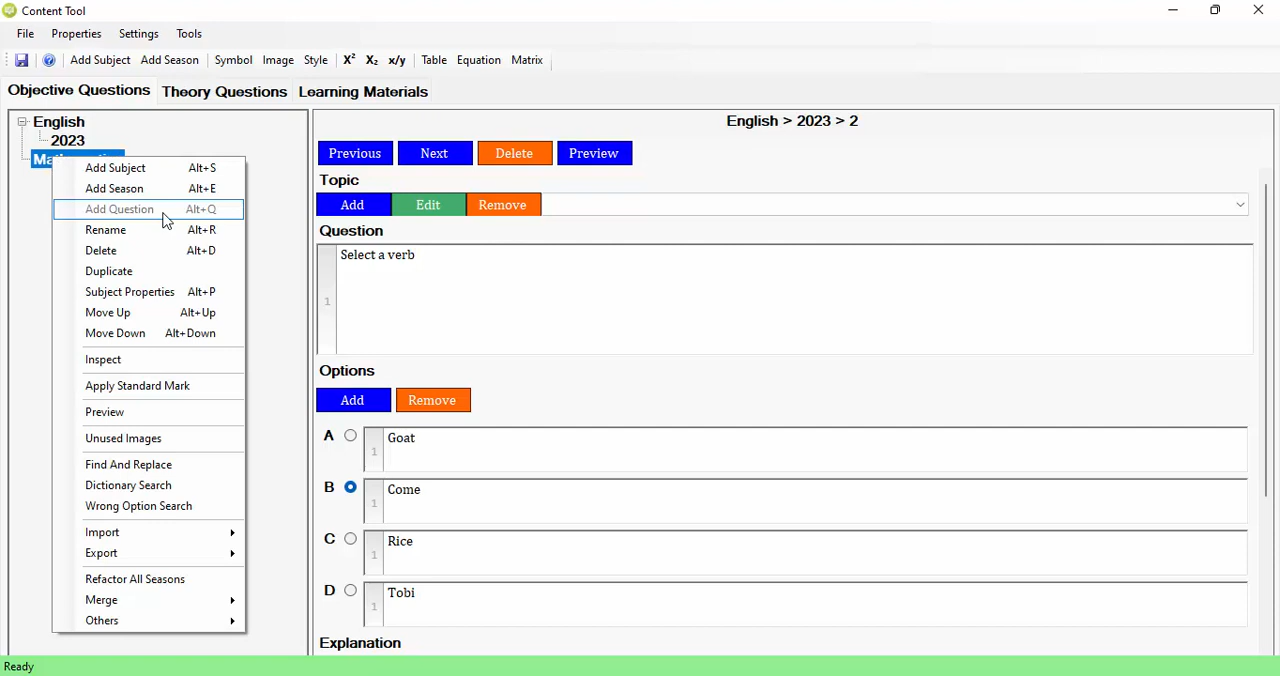 Content Tool
File Properties Settings Tools
Add Subject Add Season Symbol Image Style X² X₂ x/y Table Equation Matrix
Objective Questions Theory Questions Learning Materials
English
2023
Add Subject Alt+S
Add Season Alt+E
Add Question Alt+Q
Rename Alt+R
Delete Alt+D
Duplicate
Subject Properties Alt+P
Move Up Alt+Up
Move Down Alt+Down
Inspect
Apply Standard Mark
Preview
Unused Images
Find And Replace
Dictionary Search
Wrong Option Search
Import
Export
Refactor All Seasons
Merge
Others
English > 2023 > 2
Previous Next Delete Preview
Topic
Add Edit Remove
Question
Select a verb
1
Options
Add Remove
A 1 Goat
B 1 Come
C 1 Rice
D 1 Tobi
Explanation
Ready